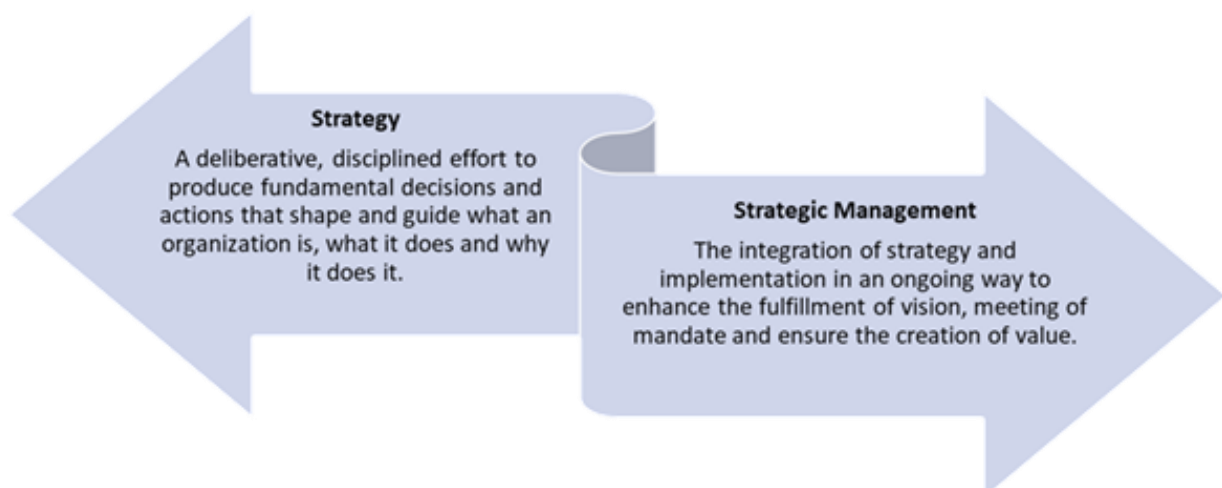 Strategy
A deliberative, disciplined effort to
produce fundamental decisions and
actions that shape and guide what an
organization is, what it does and why
it does it.
Strategic Management
The integration of strategy and
implementation in an ongoing way to
enhance the fulfillment of vision, meeting of
mandate and ensure the creation of value.